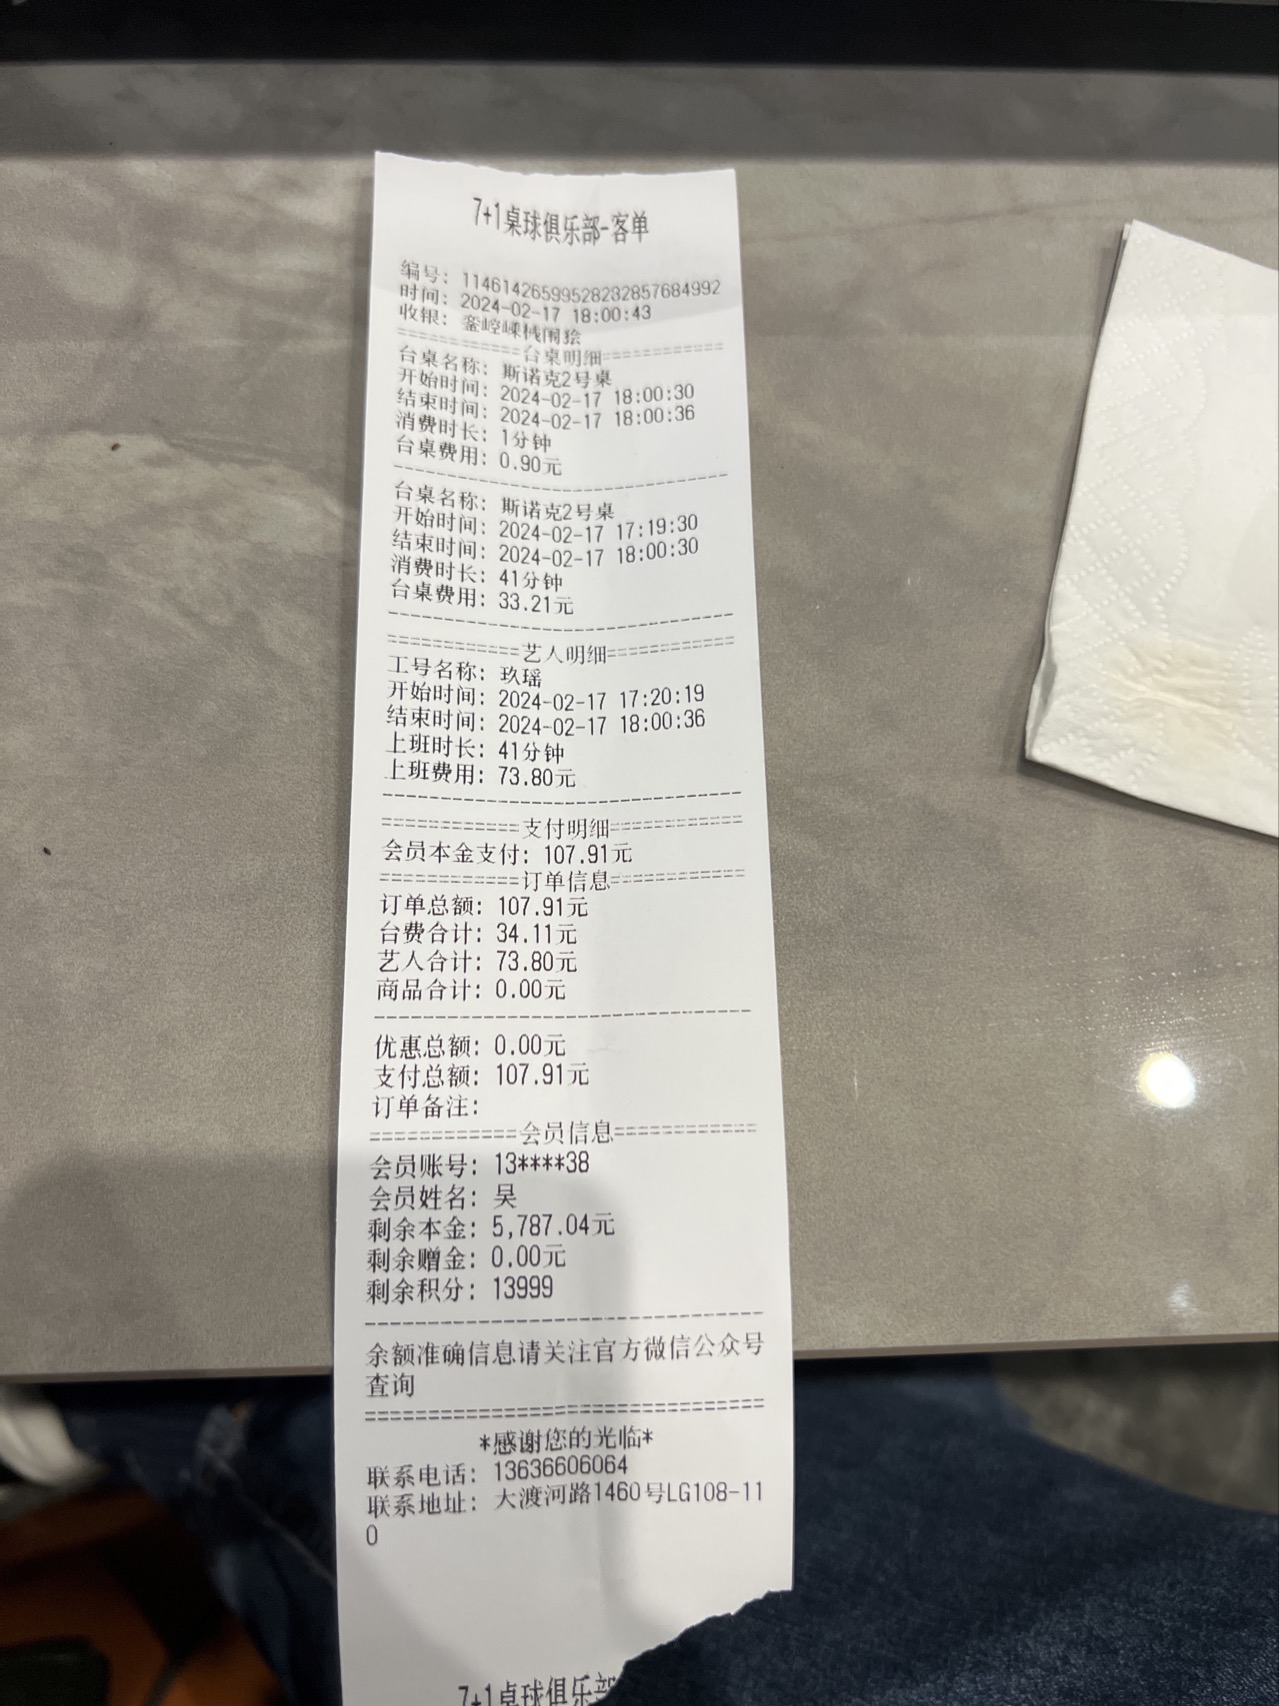 7+1桌球俱乐部-客单
编号: 11461426599528232857684992
时间: 2024-02-17 18:00:43
收银:
===========台桌明细===========
台桌名称: 斯诺克2号桌
开始时间: 2024-02-17 18:00:30
结束时间: 2024-02-17 18:00:36
消费时长: 1分钟
台桌费用: 0.90元
------------------------------
台桌名称: 斯诺克2号桌
开始时间: 2024-02-17 17:19:30
结束时间: 2024-02-17 18:00:30
消费时长: 41分钟
台桌费用: 33.21元
------------------------------
===========艺人明细===========
工号名称: 玖瑶
开始时间: 2024-02-17 17:20:19
结束时间: 2024-02-17 18:00:36
上班时长: 41分钟
上班费用: 73.80元
------------------------------
===========支付明细===========
会员本金支付: 107.91元
===========订单信息===========
订单总额: 107.91元
台费合计: 34.11元
艺人合计: 73.80元
商品合计: 0.00元
------------------------------
优惠总额: 0.00元
支付总额: 107.91元
订单备注:
===========会员信息===========
会员账号: 13****38
会员姓名: 吴
剩余本金: 5,787.04元
剩余赠金: 0.00元
剩余积分: 13999
------------------------------
余额准确信息请关注官方微信公众号
查询
==============================
*感谢您的光临*
联系电话: 13636606064
联系地址: 大渡河路1460号LG108-11
0
7+1桌球俱乐部